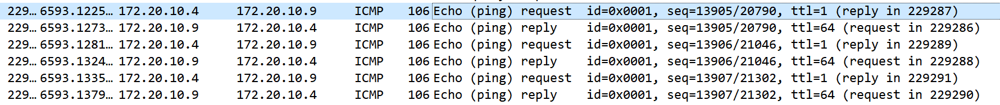 229… 6593.1225… 172.20.10.4 172.20.10.9 ICMP 106 Echo (ping) request id=0x0001, seq=13905/20790, ttl=1 (reply in 229287)
229… 6593.1273… 172.20.10.9 172.20.10.4 ICMP 106 Echo (ping) reply id=0x0001, seq=13905/20790, ttl=64 (request in 229286)
229… 6593.1281… 172.20.10.4 172.20.10.9 ICMP 106 Echo (ping) request id=0x0001, seq=13906/21046, ttl=1 (reply in 229289)
229… 6593.1324… 172.20.10.9 172.20.10.4 ICMP 106 Echo (ping) reply id=0x0001, seq=13906/21046, ttl=64 (request in 229288)
229… 6593.1335… 172.20.10.4 172.20.10.9 ICMP 106 Echo (ping) request id=0x0001, seq=13907/21302, ttl=1 (reply in 229291)
229… 6593.1379… 172.20.10.9 172.20.10.4 ICMP 106 Echo (ping) reply id=0x0001, seq=13907/21302, ttl=64 (request in 229290)